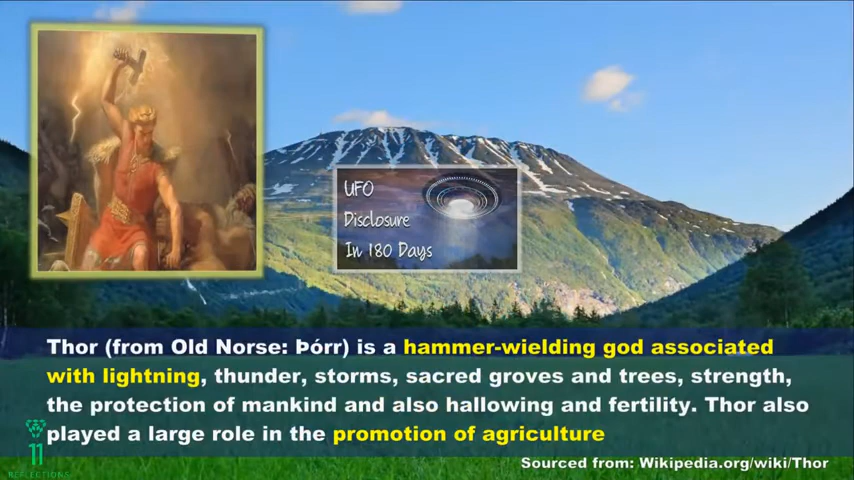 UFO
Disclosure
In 180 Days
Thor (from Old Norse: Þórr) is a hammer-wielding god associated
with lightning, thunder, storms, sacred groves and trees, strength,
the protection of mankind and also hallowing and fertility. Thor also
played a large role in the promotion of agriculture
11
REFLECTIONS
Sourced from: Wikipedia.org/wiki/Thor